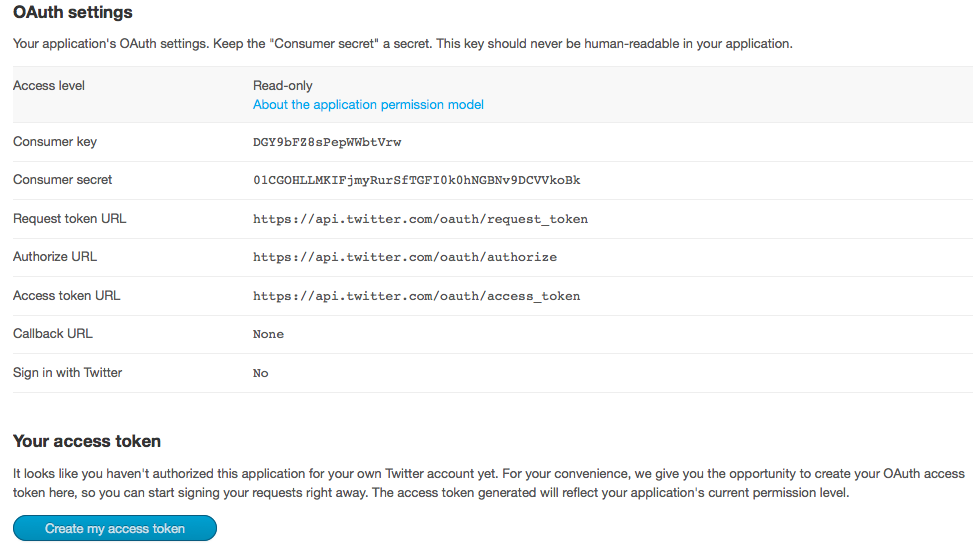 OAuth settings
Your application's OAuth settings. Keep the "Consumer secret" a secret. This key should never be human-readable in your application.
Access level
Read-only
About the application permission model
Consumer key
DGY9bFZ8sPepWWbtVrw
Consumer secret
01CGOHLLMKIFjmyRurSfTGFI0k0hNGBNv9DCVVkoBk
Request token URL
https://api.twitter.com/oauth/request_token
Authorize URL
https://api.twitter.com/oauth/authorize
Access token URL
https://api.twitter.com/oauth/access_token
Callback URL
None
Sign in with Twitter
No
Your access token
It looks like you haven't authorized this application for your own Twitter account yet. For your convenience, we give you the opportunity to create your OAuth access
token here, so you can start signing your requests right away. The access token generated will reflect your application's current permission level.
Create my access token